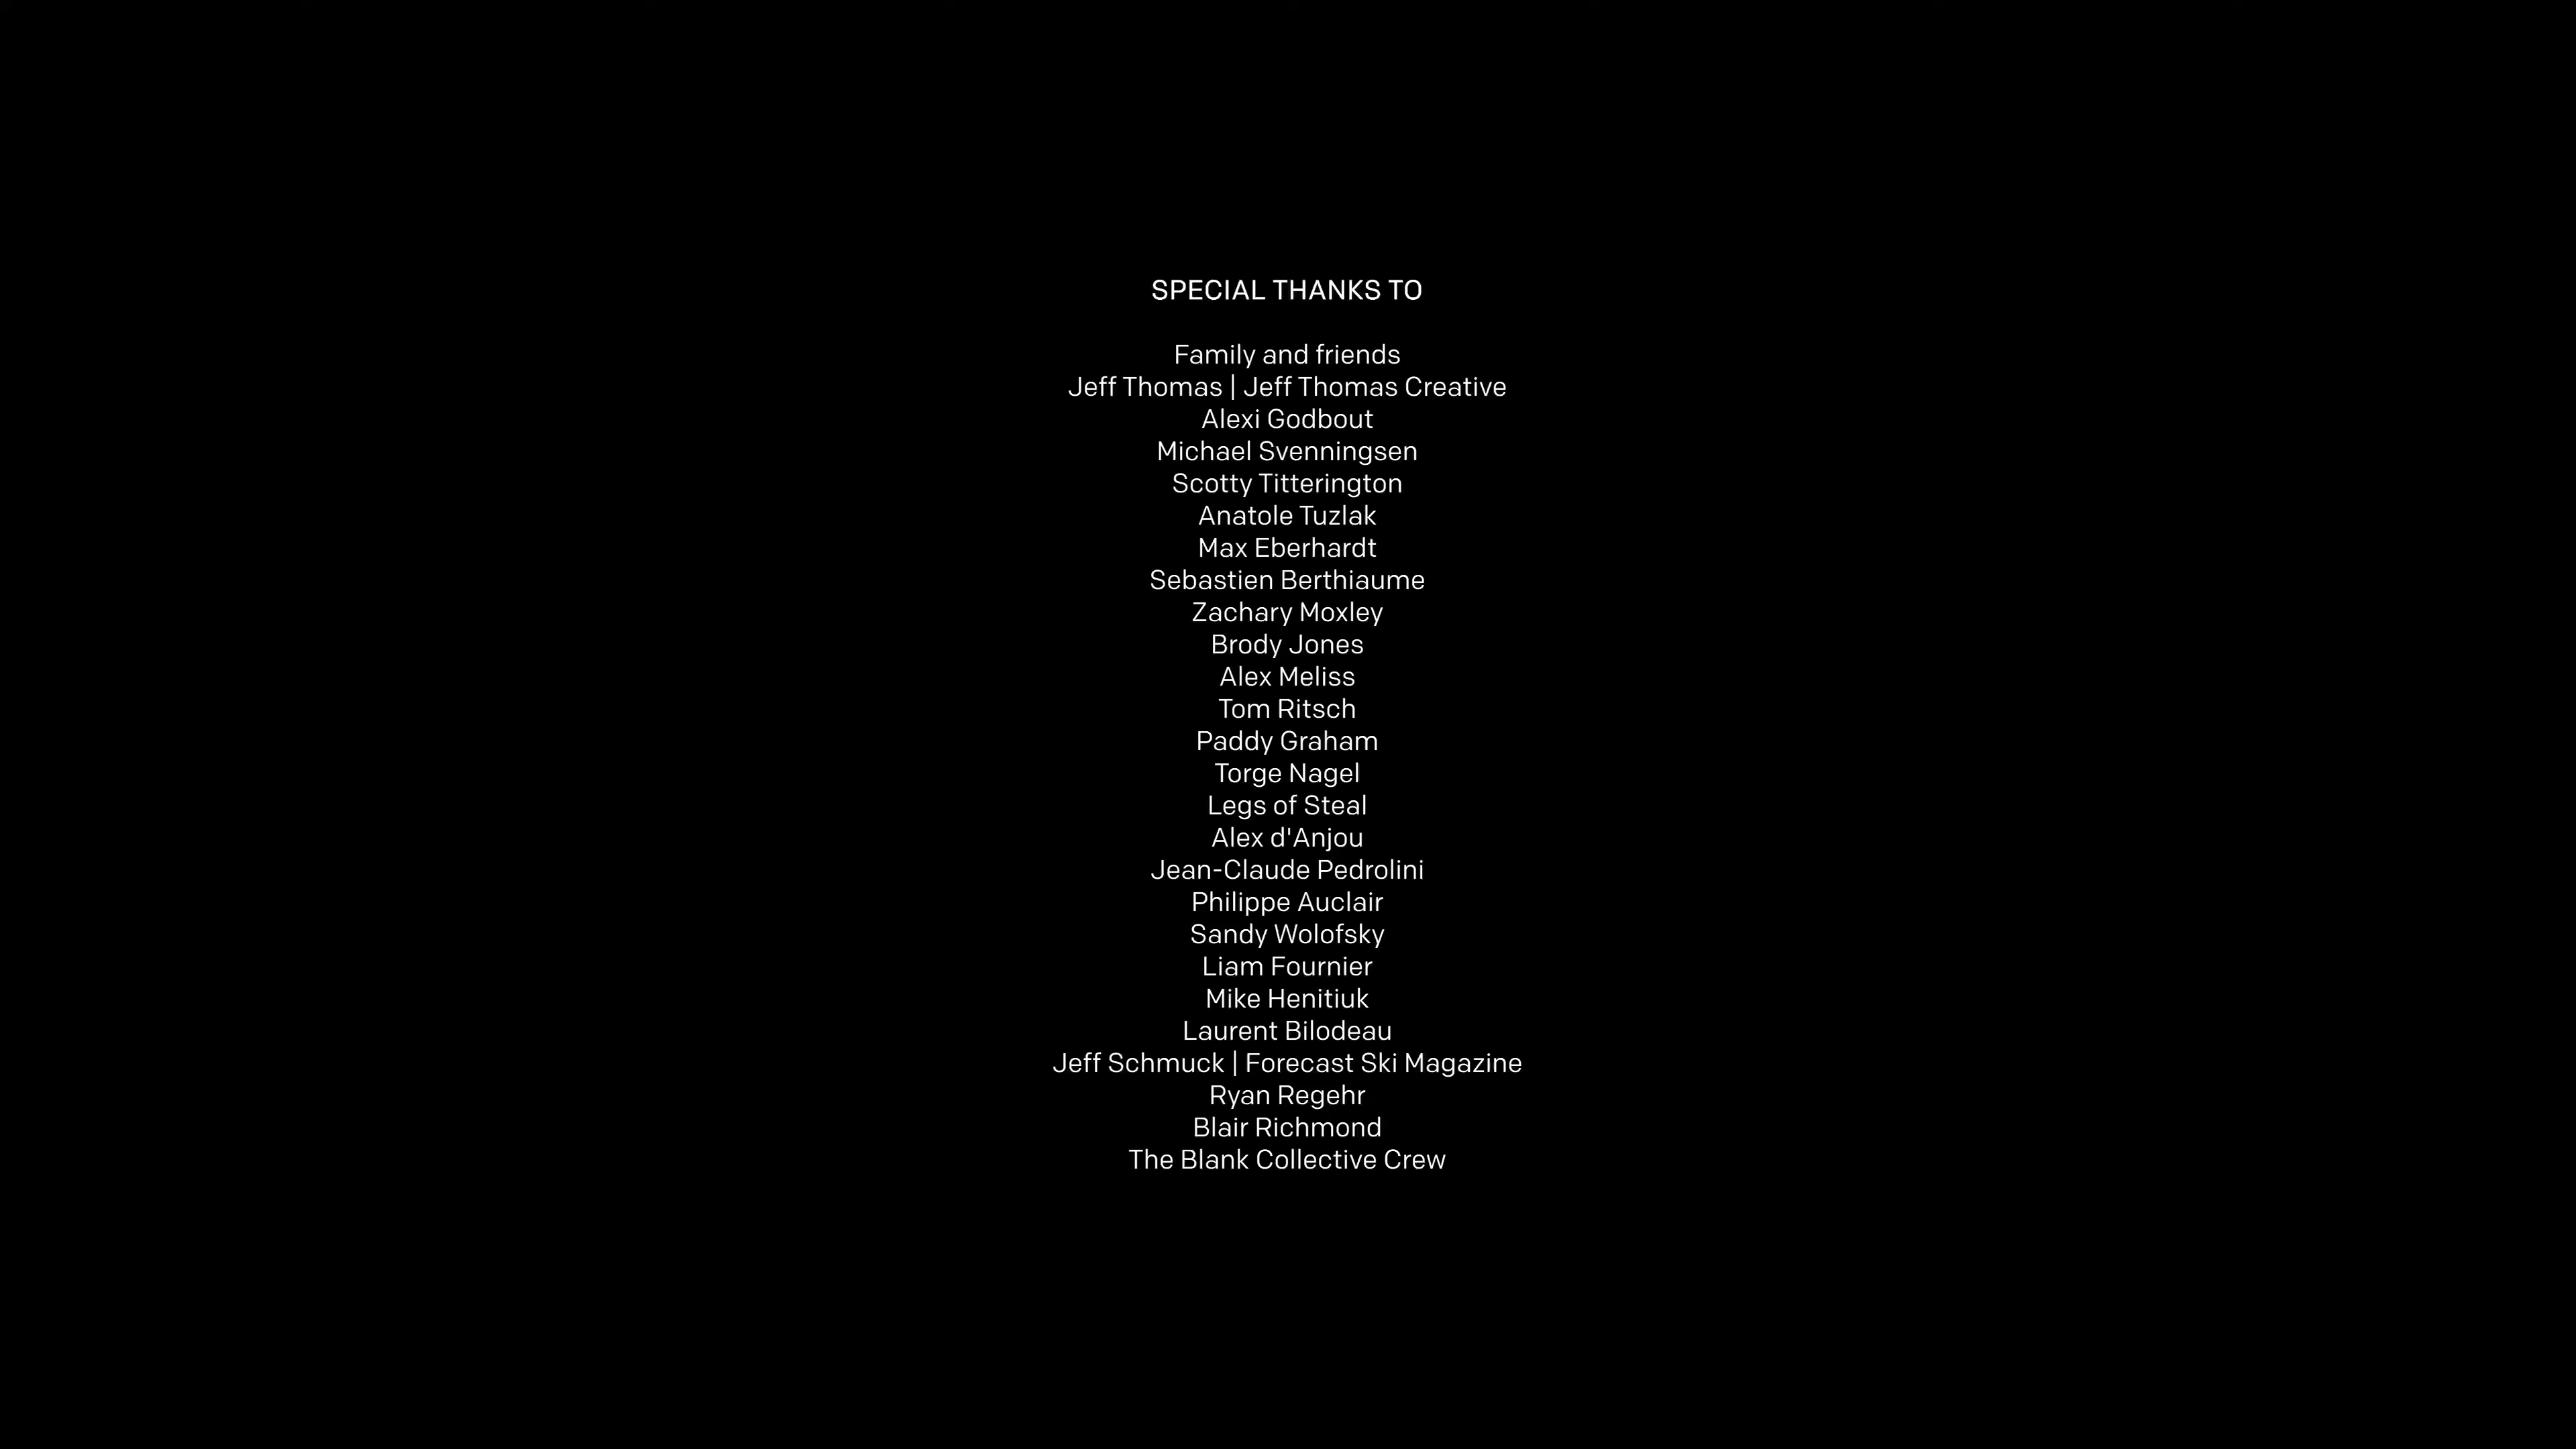 SPECIAL THANKS TO
Family and friends
Jeff Thomas | Jeff Thomas Creative
Alexi Godbout
Michael Svenningsen
Scotty Titterington
Anatole Tuzlak
Max Eberhardt
Sebastien Berthiaume
Zachary Moxley
Brody Jones
Alex Meliss
Tom Ritsch
Paddy Graham
Torge Nagel
Legs of Steal
Alex d'Anjou
Jean-Claude Pedrolini
Philippe Auclair
Sandy Wolofsky
Liam Fournier
Mike Henitiuk
Laurent Bilodeau
Jeff Schmuck | Forecast Ski Magazine
Ryan Regehr
Blair Richmond
The Blank Collective Crew